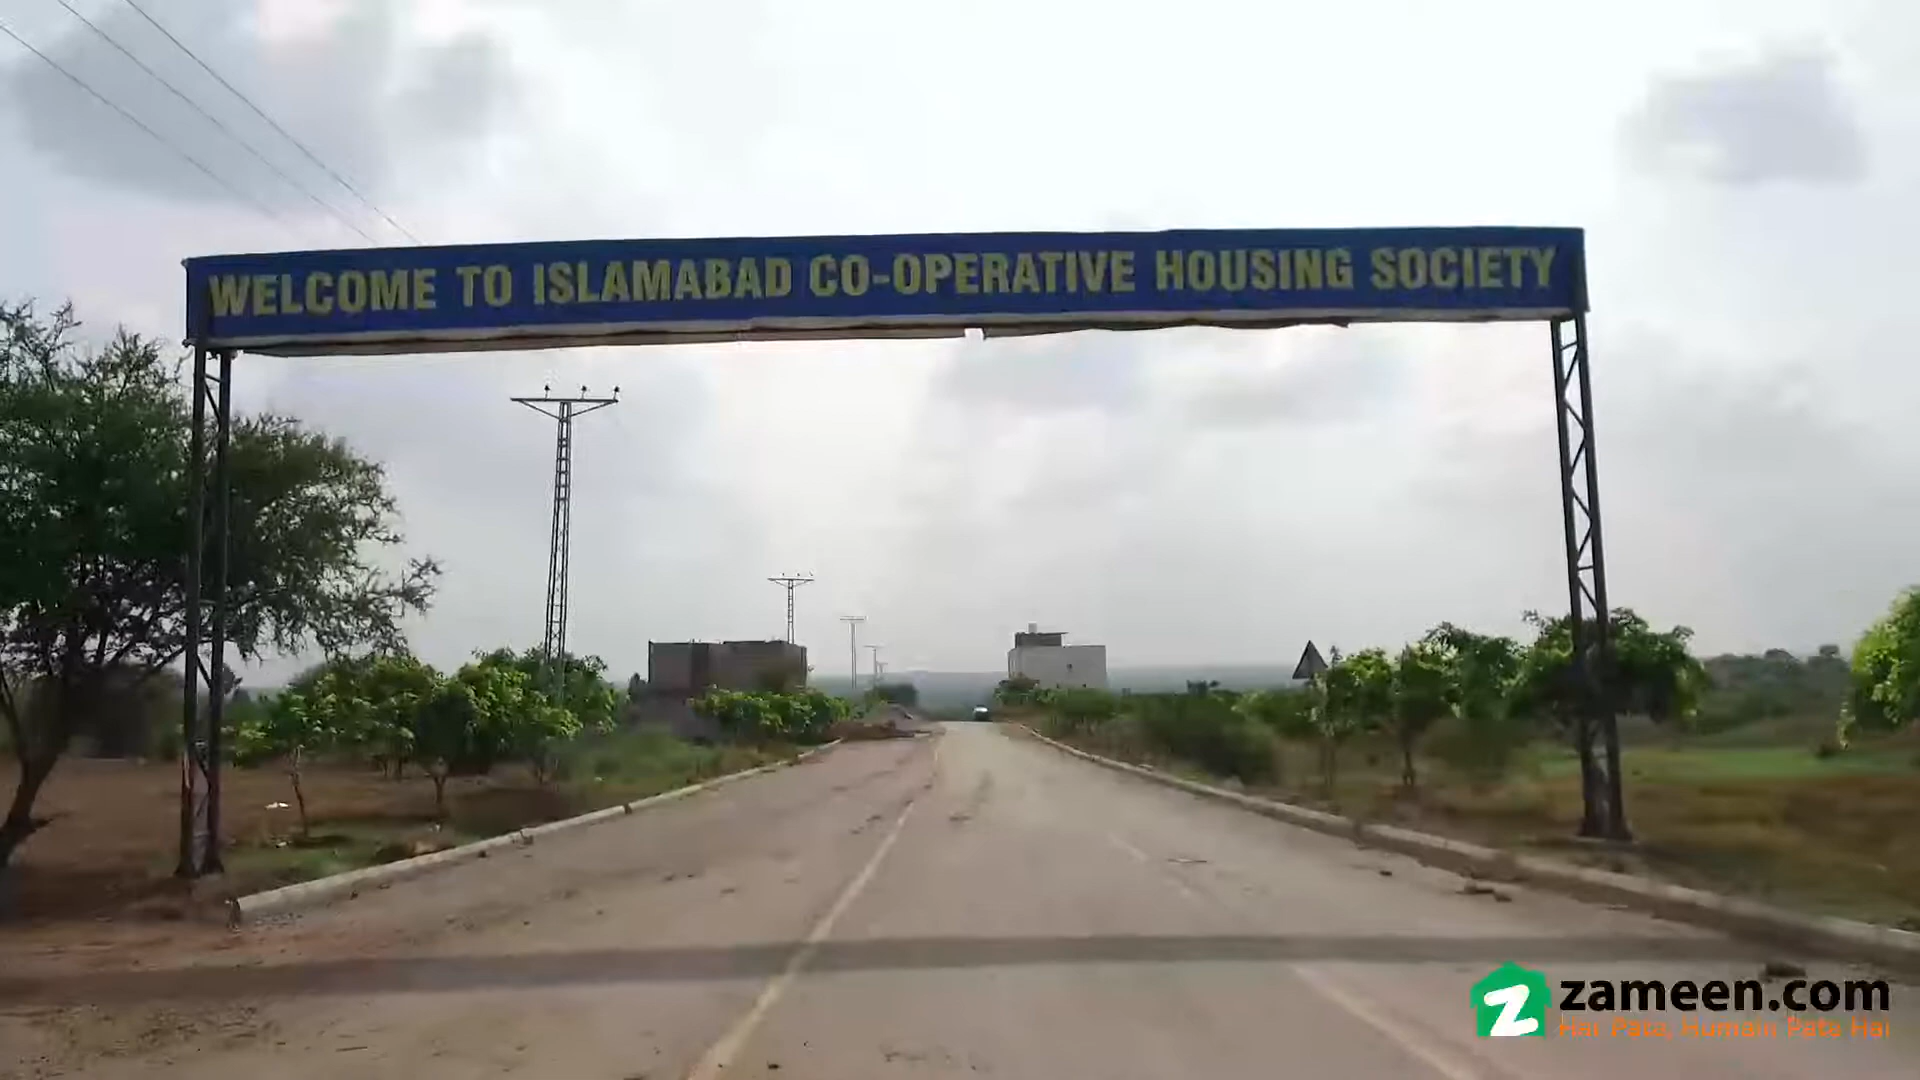 WELCOME TO ISLAMABAD CO-OPERATIVE HOUSING SOCIETY
zameen.com
Har Pata, Humain Pata Hai